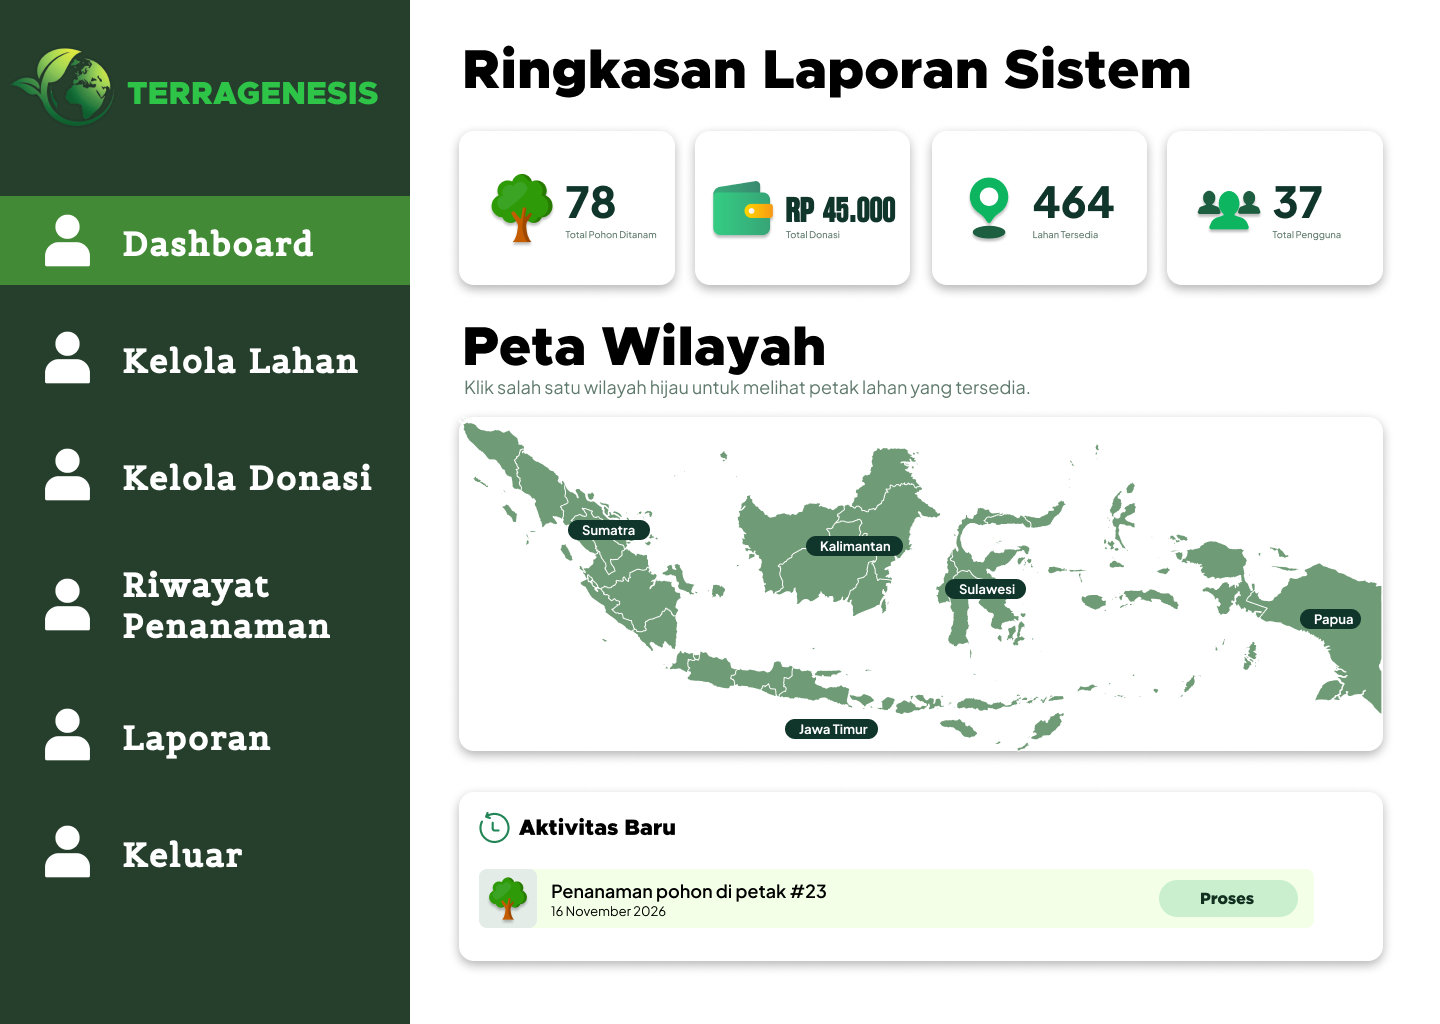 TERRAGENESIS
Dashboard
Kelola Lahan
Kelola Donasi
Riwayat
Penanaman
Laporan
Keluar
Ringkasan Laporan Sistem
78
Total Pohon Ditanam
RP 45.000
Total Donasi
464
Lahan Tersedia
37
Total Pengguna
Peta Wilayah
Klik salah satu wilayah hijau untuk melihat petak lahan yang tersedia.
Sumatra
Kalimantan
Sulawesi
Papua
Jawa Timur
Aktivitas Baru
Penanaman pohon di petak #23
16 November 2026
Proses